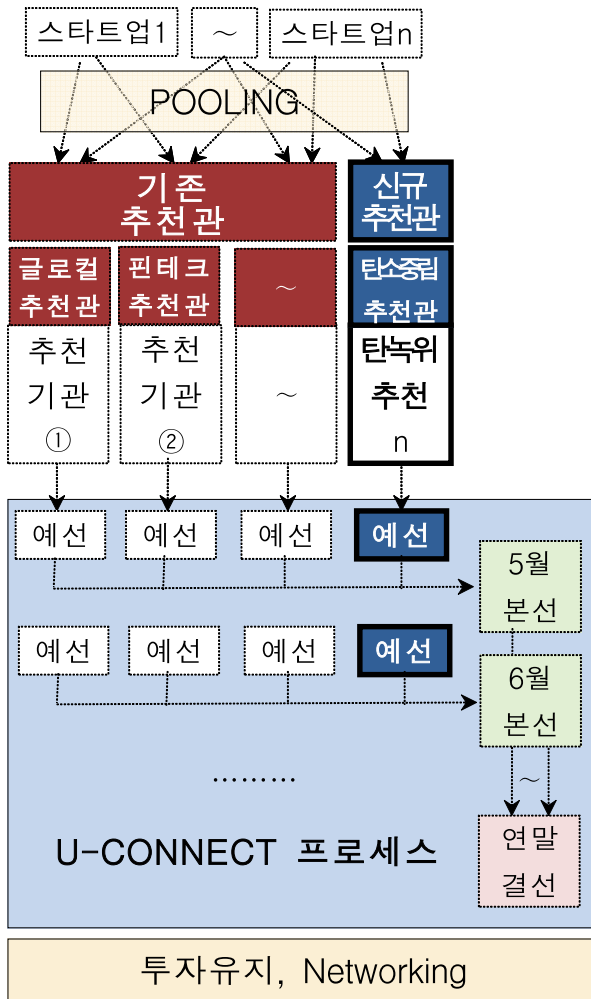 스타트업1 ~ 스타트업n
POOLING
기존
추천관
신규
추천관
글로컬
추천관
핀테크
추천관
~
탄소중립
추천관
추천
기관
①
추천
기관
②
~
탄녹위
추천
n
예선 예선 예선 예선
5월
본선
예선 예선 예선 예선
6월
본선
~
………
U-CONNECT 프로세스
연말
결선
투자유지, Networking